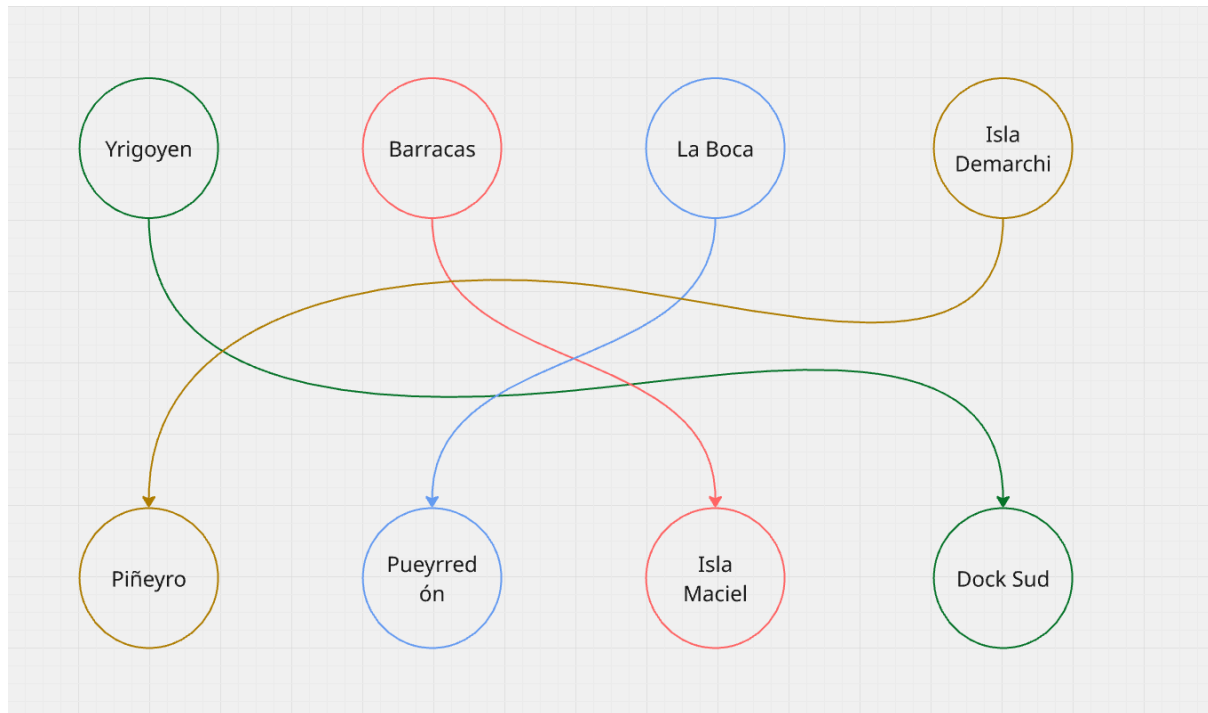 Yrigoyen
Barracas
La Boca
Isla
Demarchi
Piñeyro
Pueyrred
ón
Isla
Maciel
Dock Sud